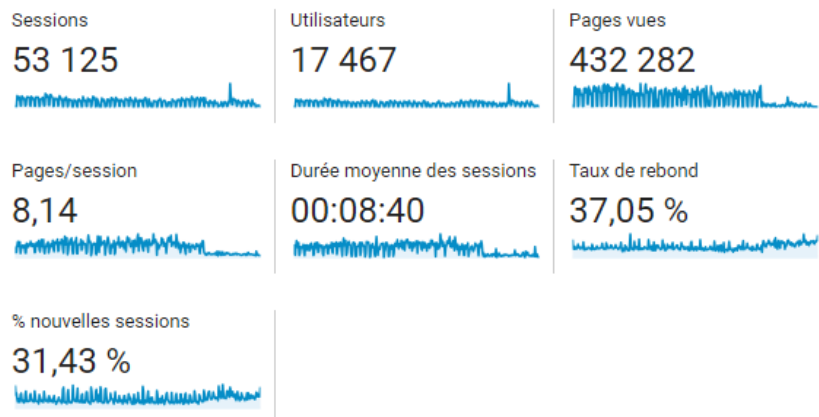 Sessions
53 125
Utilisateurs
17 467
Pages vues
432 282
Pages/session
8,14
Durée moyenne des sessions
00:08:40
Taux de rebond
37,05 %
% nouvelles sessions
31,43 %